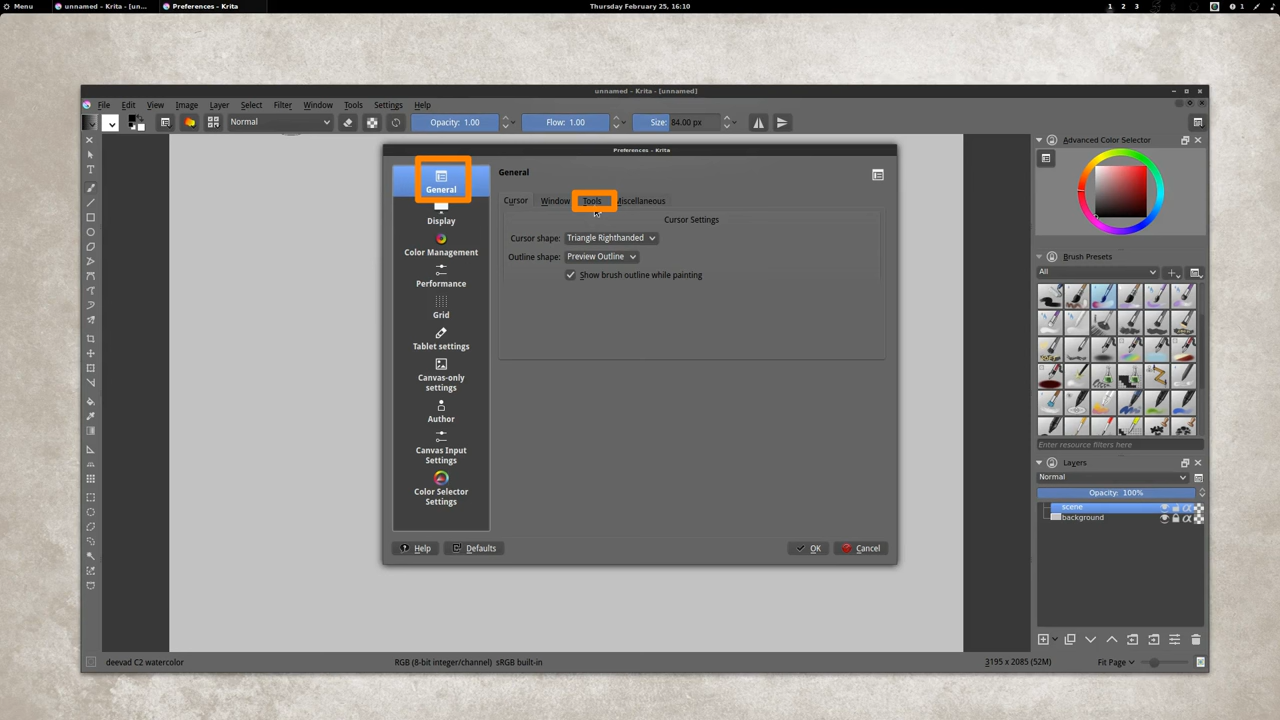 Menu
unnamed – Krita - [un...
Preferences – Krita
Thursday February 25, 16:10
1 2 3
1
unnamed – Krita - [unnamed]
File Edit View Image Layer Select Filter Window Tools Settings Help
Normal
Opacity: 1.00
Flow: 1.00
Size: 84.00 px
Preferences – Krita
General
Display
Color Management
Performance
Grid
Tablet settings
Canvas-only
settings
Author
Canvas Input
Settings
Color Selector
Settings
General
Cursor Window Tools Miscellaneous
Cursor Settings
Cursor shape: Triangle Righthanded
Outline shape: Preview Outline
Show brush outline while painting
Help
Defaults
OK
Cancel
Advanced Color Selector
Brush Presets
All
Enter resource filters here
Layers
Normal
Opacity: 100%
scene
background
deevad C2 watercolor
RGB (8-bit integer/channel) sRGB built-in
3195 x 2085 (52M)
Fit Page